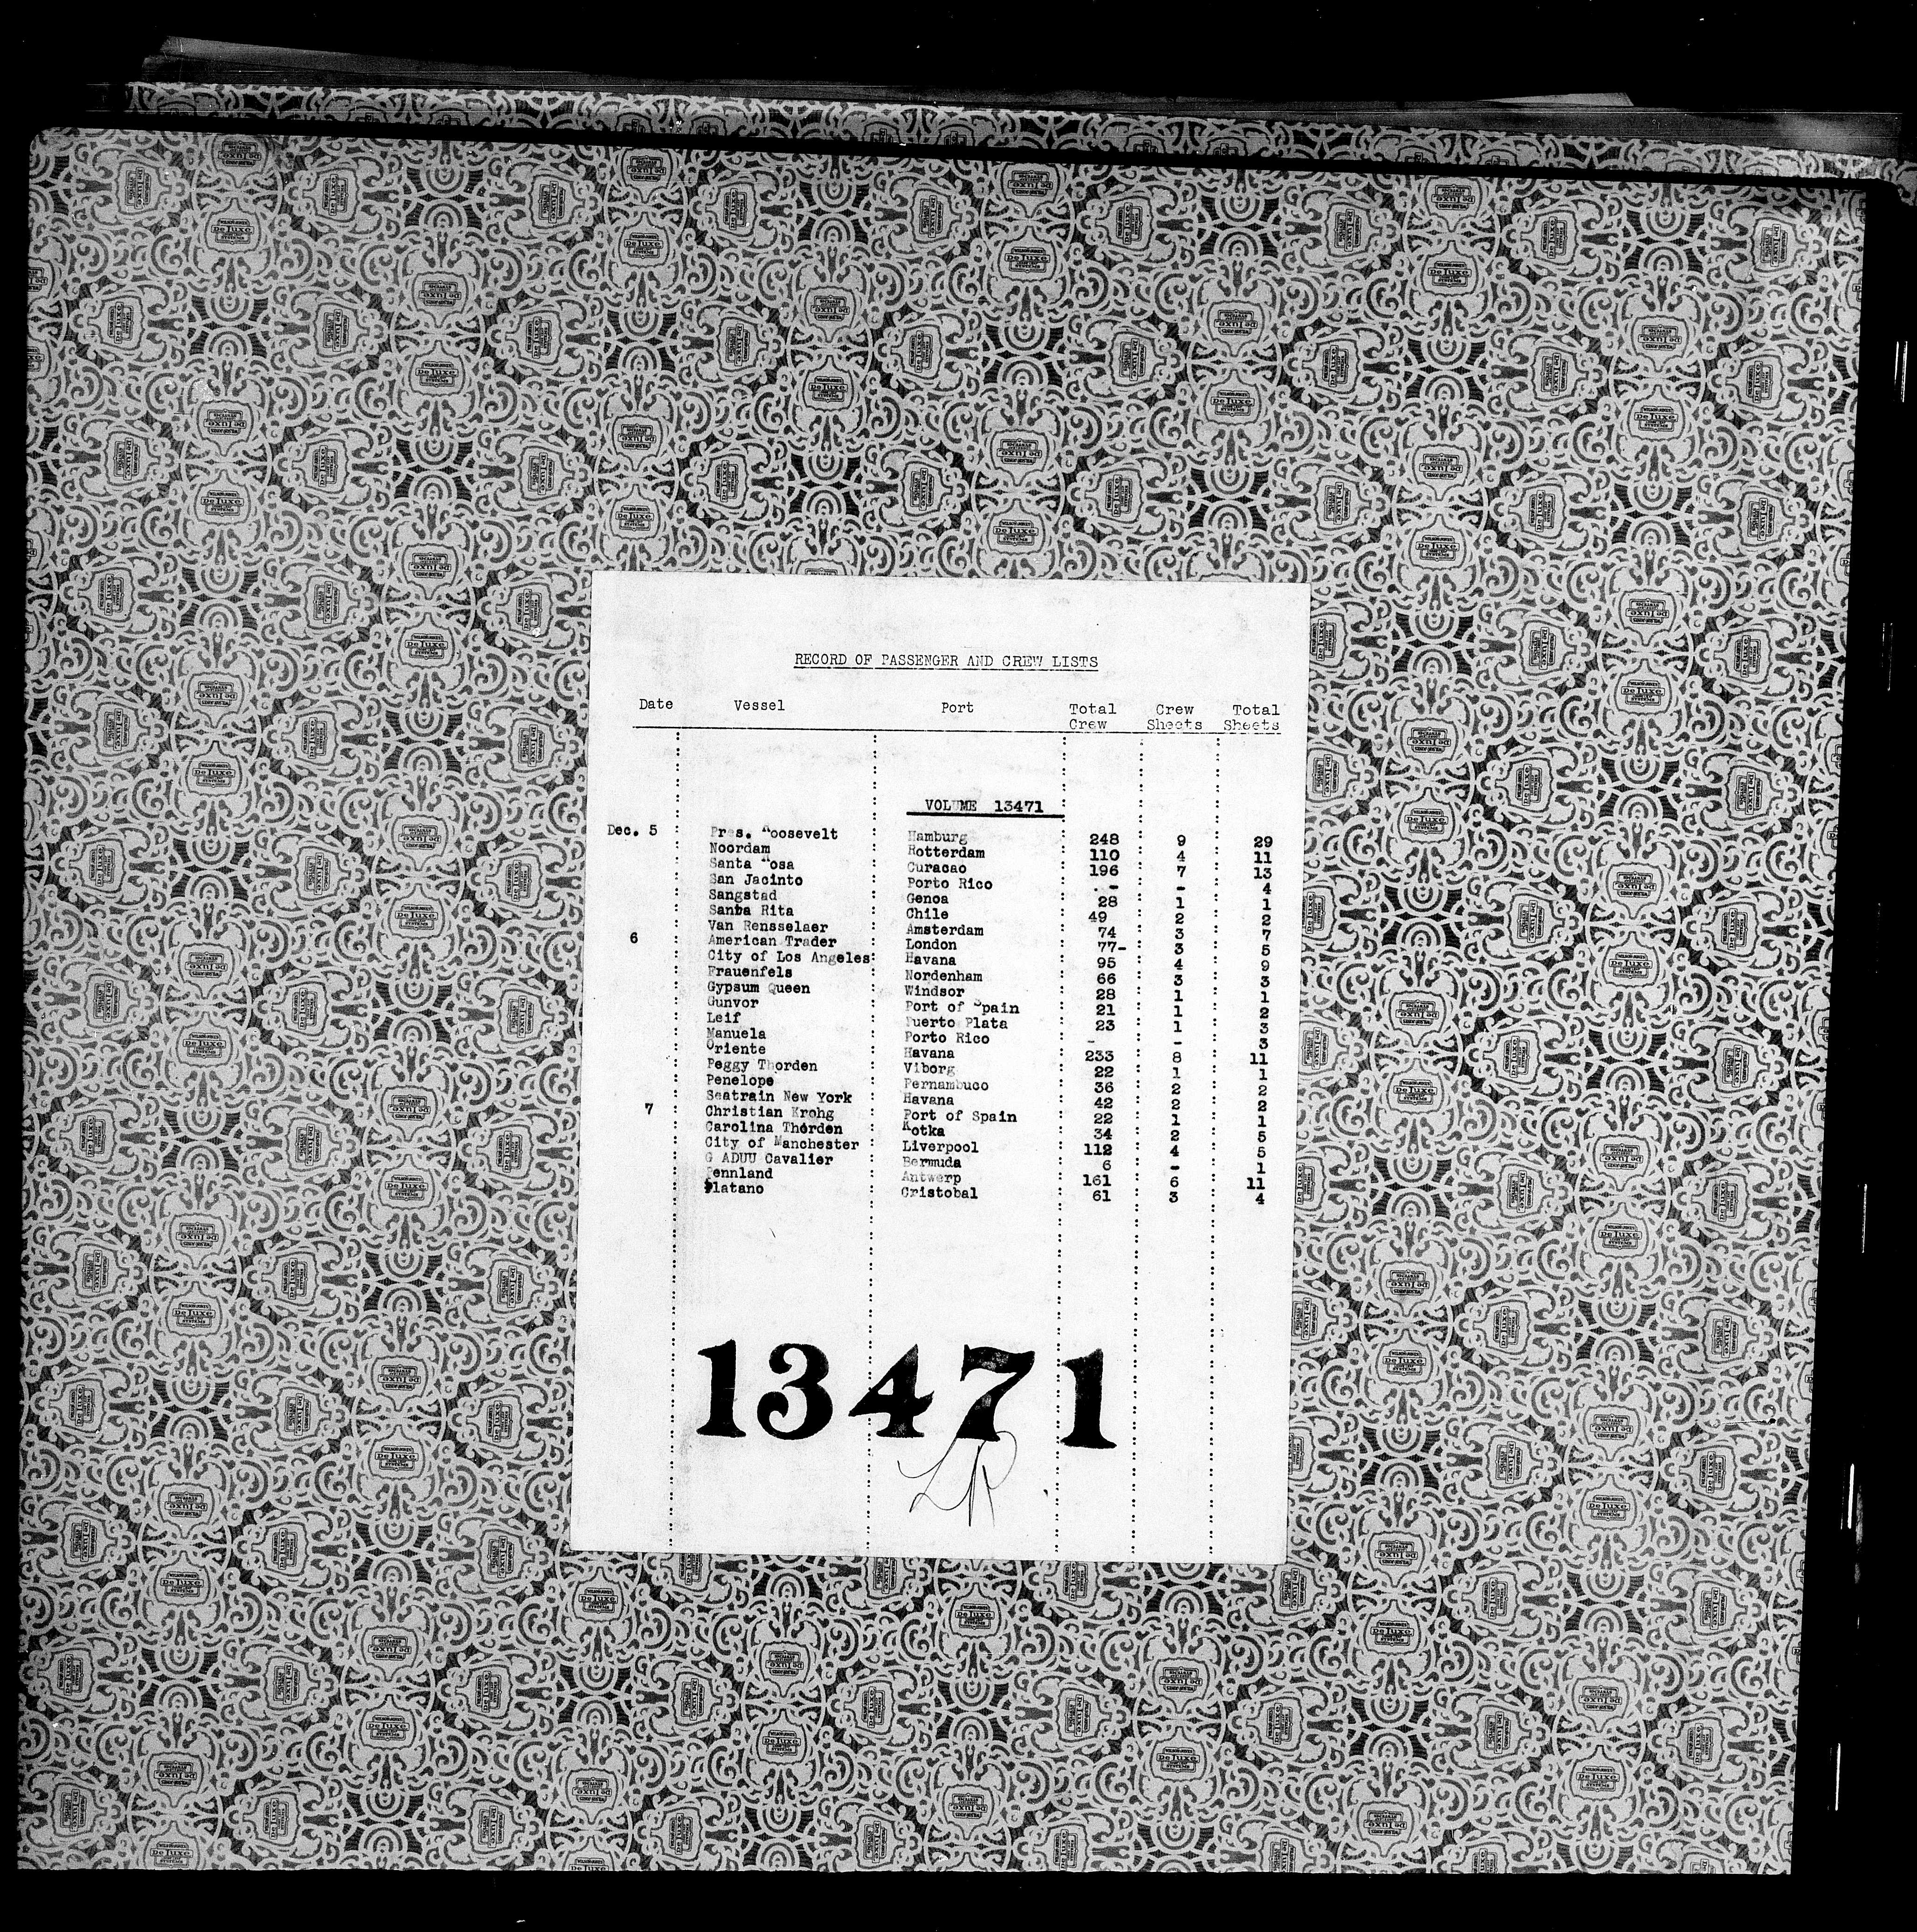 RECORD OF PASSENGER AND CREW LISTS
Date Vessel Port Total Crew Crew Sheets Total Sheets
VOLUME 13471
Dec. 5 Pres. Roosevelt Hamburg 248 9 29
Noordam Rotterdam 110 4 11
Santa Rosa Curacao 196 7 13
San Jacinto Porto Rico - - 4
Sangstad Genoa 28 1 1
Santa Rita Chile 49 2 2
Van Rensselaer Amsterdam 74 3 7
6 American Trader London 77- 3 5
City of Los Angeles Havana 95 4 9
Frauenfels Nordenham 66 3 3
Gypsum Queen Windsor 28 1 1
Gunvor Port of Spain 21 1 2
Leif Puerto Plata 23 1 3
Manuela Porto Rico - - 3
Oriente Havana 233 8 11
Peggy Thorden Viborg 22 1 1
Penelope Pernambuco 36 2 2
Seatrain New York Havana 42 2 2
7 Christian Krohg Port of Spain 22 1 1
Carolina Thorden Kotka 34 2 5
City of Manchester Liverpool 112 4 5
G ADUU Cavalier Bermuda 6 - 1
Pennland Antwerp 161 6 11
Platano Cristobal 61 3 4
13471